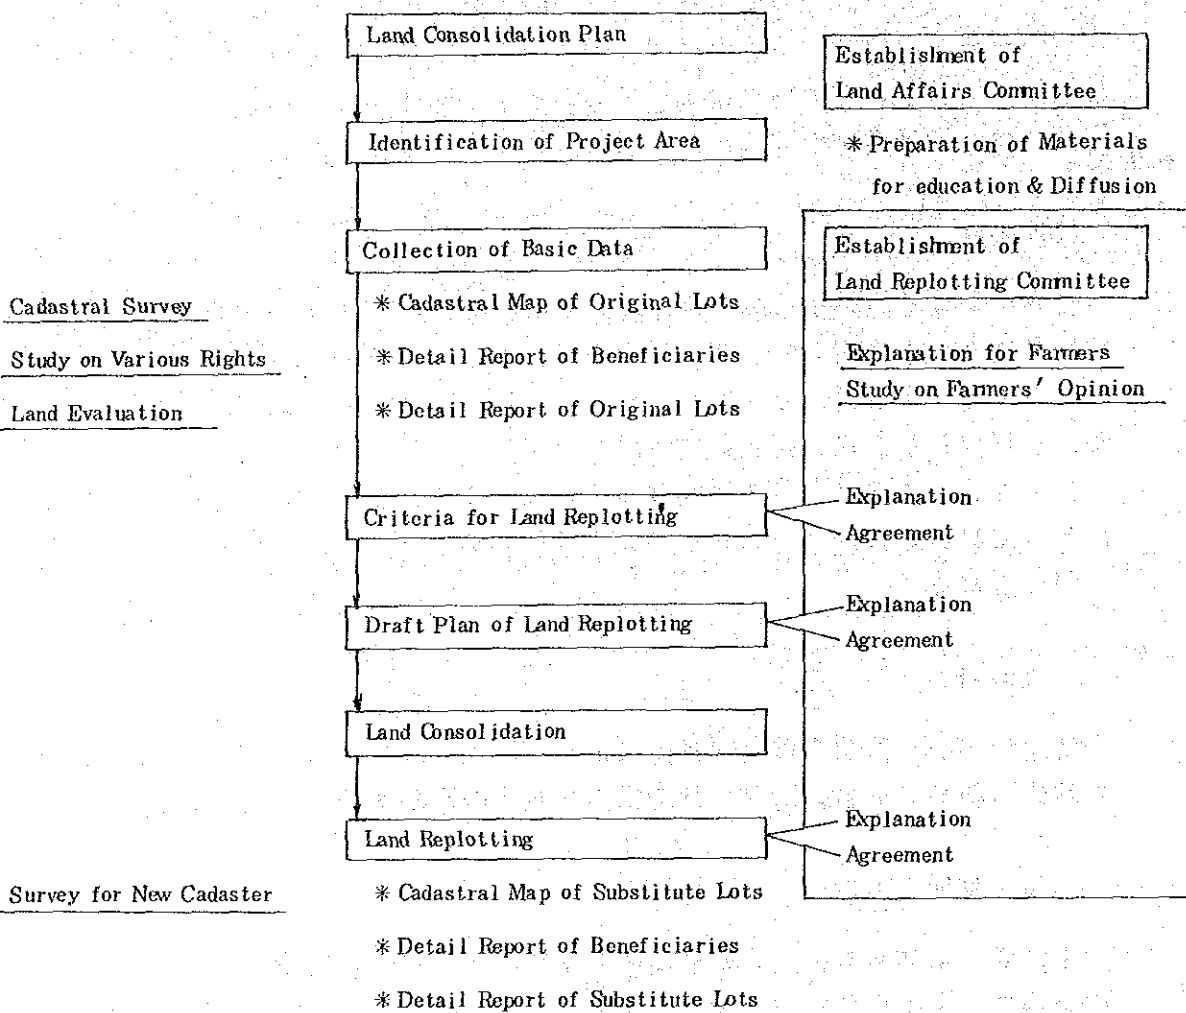 Land Consolidation Plan
Establishment of
Land Affairs Committee
Identification of Project Area
* Preparation of Materials
for education & Diffusion
Collection of Basic Data
Establishment of
Land Replotting Committee
Cadastral Survey
* Cadastral Map of Original Lots
Study on Various Rights
* Detail Report of Beneficiaries
Explanation for Farmers
Study on Farmers' Opinion
Land Evaluation
* Detail Report of Original Lots
Criteria for Land Replotting
Explanation
Agreement
Draft Plan of Land Replotting
Explanation
Agreement
Land Consolidation
Land Replotting
Explanation
Agreement
Survey for New Cadaster
* Cadastral Map of Substitute Lots
* Detail Report of Beneficiaries
* Detail Report of Substitute Lots